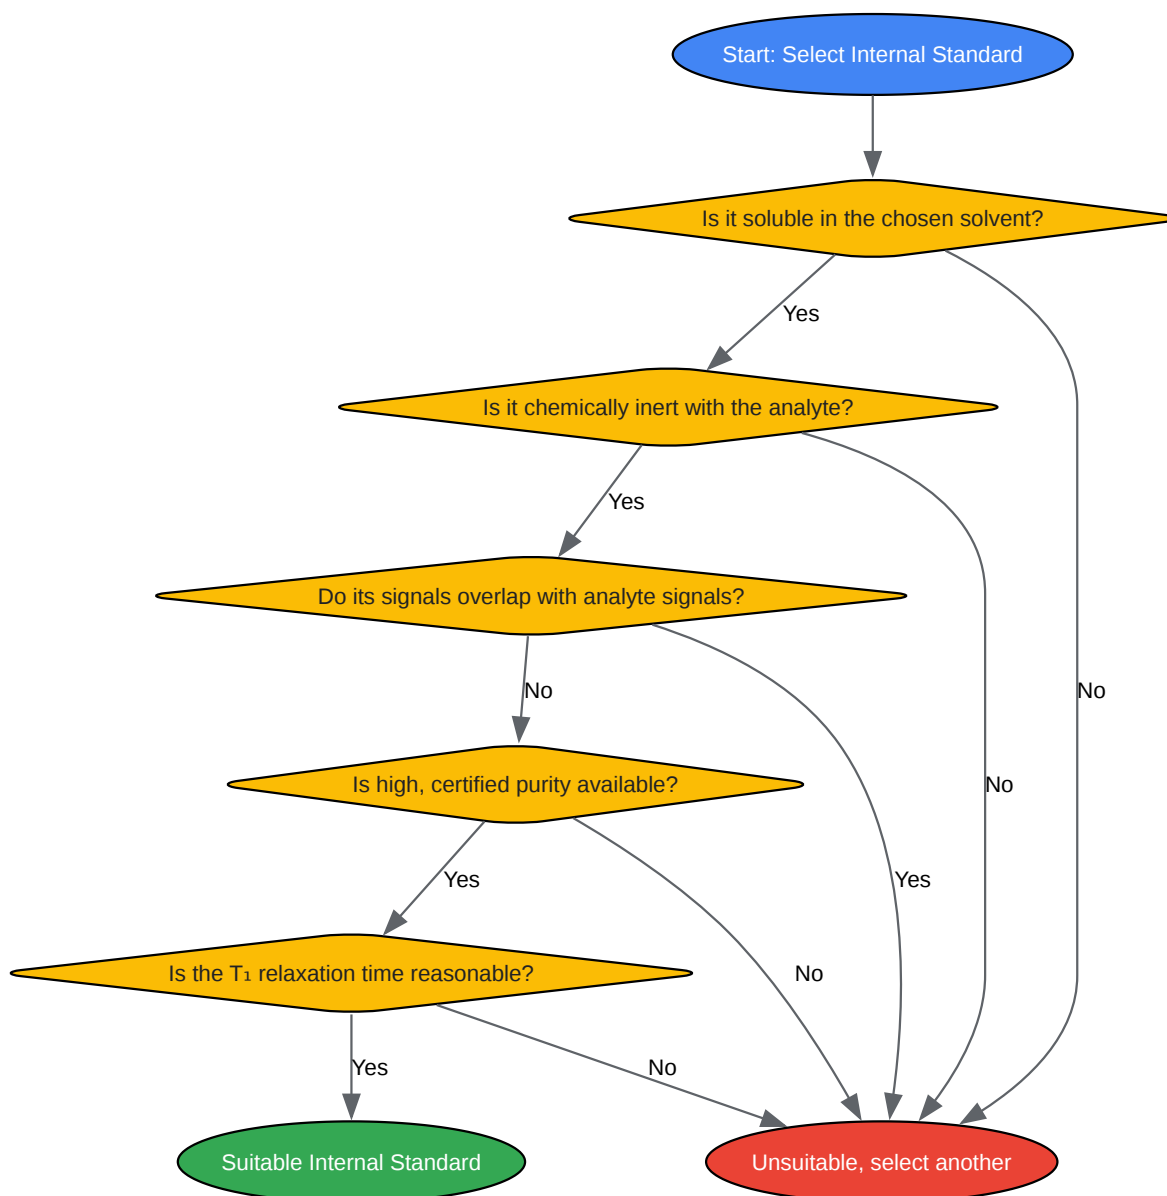 Start: Select Internal Standard
Is it soluble in the chosen solvent?
Yes
Is it chemically inert with the analyte?
Yes
Do its signals overlap with analyte signals?
No
No
Is high, certified purity available?
No
Yes
Yes
Is the T₁ relaxation time reasonable?
No
Yes
No
Suitable Internal Standard
Unsuitable, select another